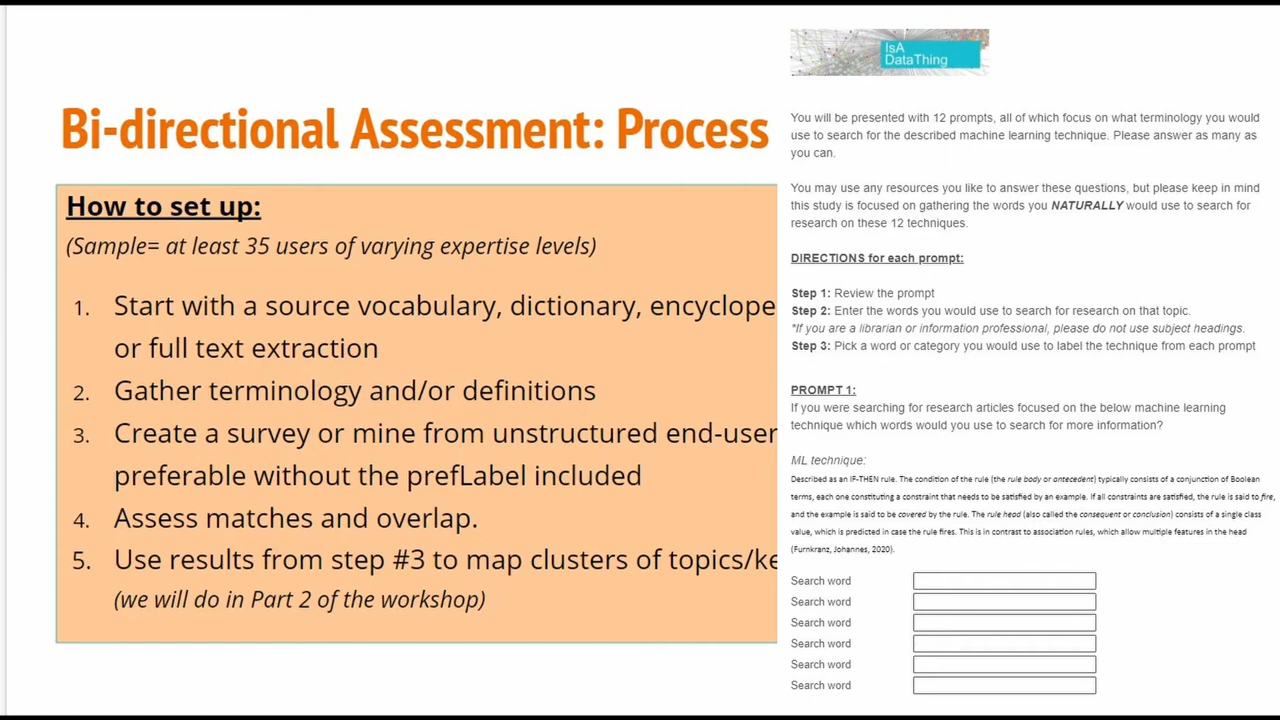 Bi-directional Assessment: Process
How to set up:
(Sample= at least 35 users of varying expertise levels)
1. Start with a source vocabulary, dictionary, encyclope
or full text extraction
2. Gather terminology and/or definitions
3. Create a survey or mine from unstructured end-user
preferable without the prefLabel included
4. Assess matches and overlap.
5. Use results from step #3 to map clusters of topics/ke
(we will do in Part 2 of the workshop)
IsA
DataThing
You will be presented with 12 prompts, all of which focus on what terminology you would
use to search for the described machine learning technique. Please answer as many as
you can.
You may use any resources you like to answer these questions, but please keep in mind
this study is focused on gathering the words you NATURALLY would use to search for
research on these 12 techniques.
DIRECTIONS for each prompt:
Step 1: Review the prompt
Step 2: Enter the words you would use to search for research on that topic.
*If you are a librarian or information professional, please do not use subject headings.
Step 3: Pick a word or category you would use to label the technique from each prompt
PROMPT 1:
If you were searching for research articles focused on the below machine learning
technique which words would you use to search for more information?
ML technique:
Described as an IF-THEN rule. The condition of the rule (the rule body or antecedent) typically consists of a conjunction of Boolean
terms, each one constituting a constraint that needs to be satisfied by an example. If all constraints are satisfied, the rule is said to fire,
and the example is said to be covered by the rule. The rule head (also called the consequent or conclusion) consists of a single class
value, which is predicted in case the rule fires. This is in contrast to association rules, which allow multiple features in the head
(Furnkranz, Johannes, 2020).
Search word
Search word
Search word
Search word
Search word
Search word